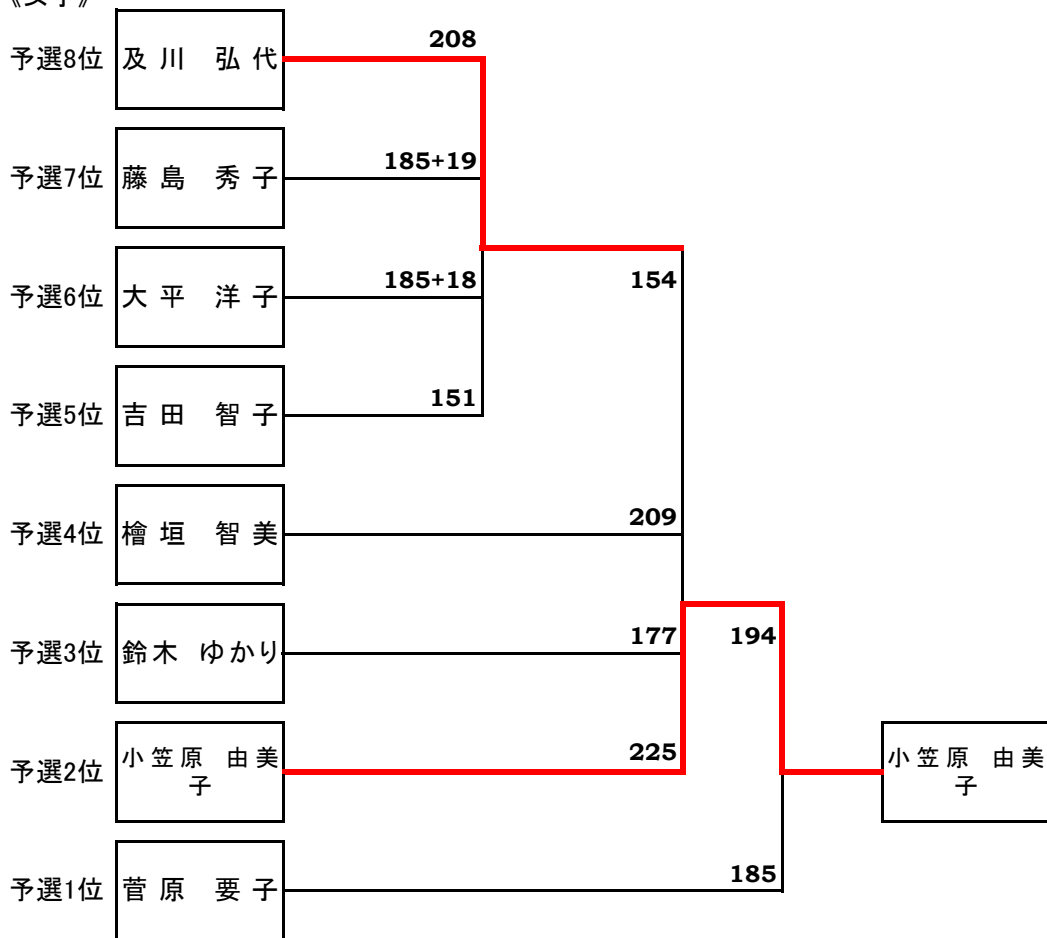 《女子》
208
予選8位 及川 弘代
185+19
予選7位 藤島 秀子
185+18 154
予選6位 大平 洋子
151
予選5位 吉田 智子
209
予選4位 檜垣 智美
177 194
予選3位 鈴木 ゆかり
225
予選2位 小笠原 由美子 小笠原 由美子
185
予選1位 菅原 要子